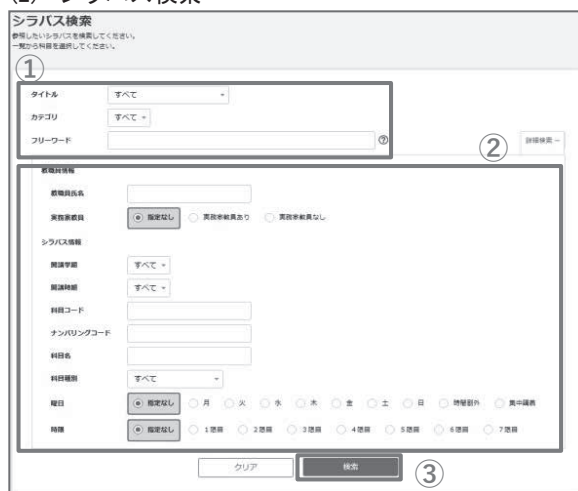 (2) シラバス検索
シラバス検索
参照したいシラバスを検索してください。
一覧から科目を選択してください。
①
タイトル すべて
カテゴリ すべて
フリーワード
② 詳細検索
教職員情報
教職員氏名
実務家教員 指定なし 実務家教員あり 実務家教員なし
シラバス情報
開講学期 すべて
開講時期 すべて
科目コード
ナンバリングコード
科目名
科目種別 すべて
曜日 指定なし 月 火 水 木 金 土 日 時間割外 集中講義
時限 指定なし 1限目 2限目 3限目 4限目 5限目 6限目 7限目
クリア 検索 ③